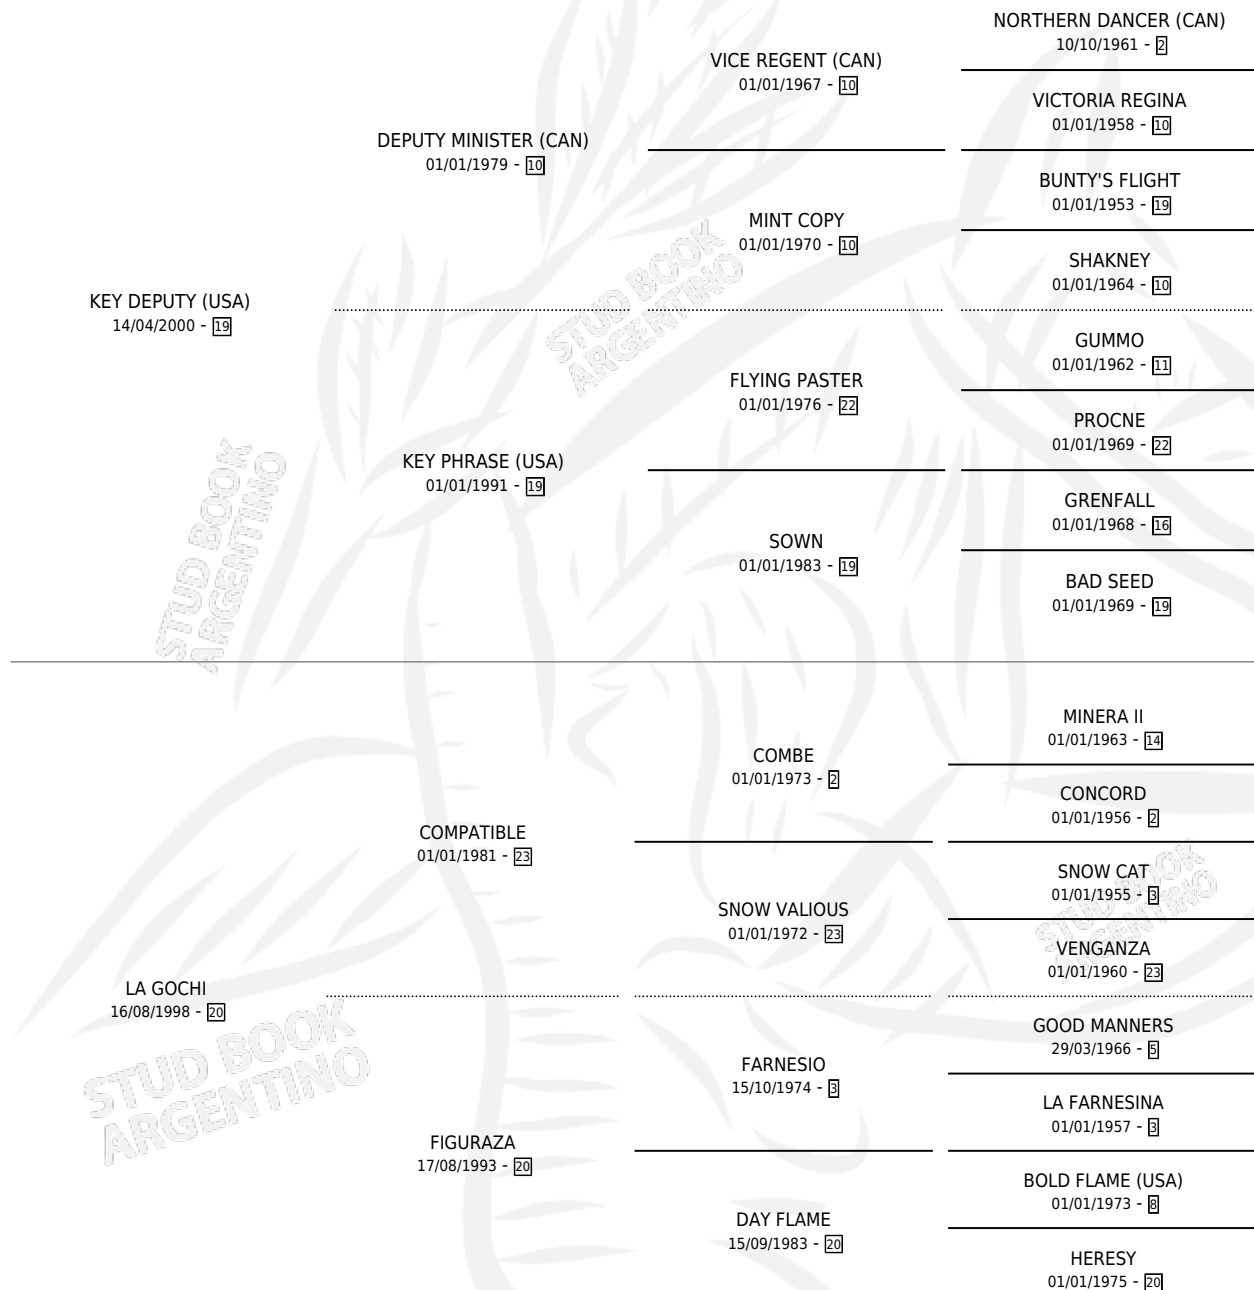 NORTHERN DANCER (CAN)
10/10/1961 - 2
VICE REGENT (CAN)
01/01/1967 - 10
VICTORIA REGINA
01/01/1958 - 10
DEPUTY MINISTER (CAN)
01/01/1979 - 10
BUNTY'S FLIGHT
01/01/1953 - 19
MINT COPY
01/01/1970 - 10
SHAKNEY
01/01/1964 - 10
KEY DEPUTY (USA)
14/04/2000 - 19
GUMMO
01/01/1962 - 11
FLYING PASTER
01/01/1976 - 22
PROCNE
01/01/1969 - 22
KEY PHRASE (USA)
01/01/1991 - 19
GRENFALL
01/01/1968 - 16
SOWN
01/01/1983 - 19
BAD SEED
01/01/1969 - 19
MINERA II
01/01/1963 - 14
COMBE
01/01/1973 - 2
CONCORD
01/01/1956 - 2
COMPATIBLE
01/01/1981 - 23
SNOW CAT
01/01/1955 - 3
SNOW VALIOUS
01/01/1972 - 23
VENGANZA
01/01/1960 - 23
LA GOCHI
16/08/1998 - 20
GOOD MANNERS
29/03/1966 - 5
FARNESIO
15/10/1974 - 3
LA FARNESINA
01/01/1957 - 3
FIGURAZA
17/08/1993 - 20
BOLD FLAME (USA)
01/01/1973 - 8
DAY FLAME
15/09/1983 - 20
HERESY
01/01/1975 - 20
STUD BOOK
ARGENTINO
STUD BOOK
ARGENTINO
STUD BOOK
ARGENTINO
STUD BOOK
ARGENTINO